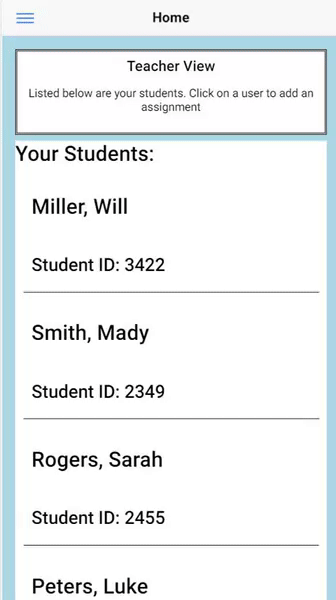 Home
Teacher View
Listed below are your students. Click on a user to add an
assignment
Your Students:
Miller, Will
Student ID: 3422
Smith, Mady
Student ID: 2349
Rogers, Sarah
Student ID: 2455
Peters, Luke